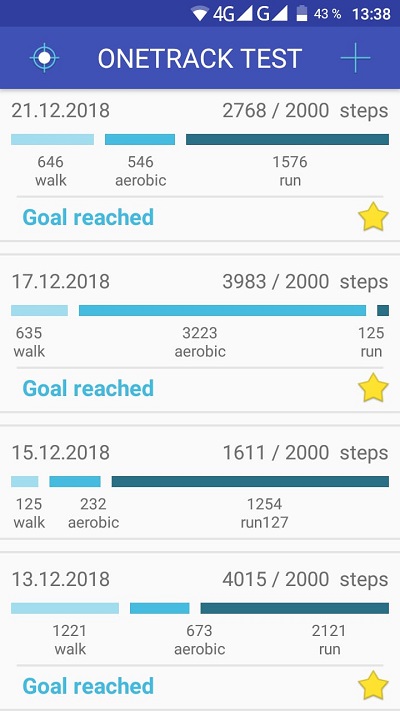 4G G 43 % 13:38
ONETRACK TEST
21.12.2018 2768 / 2000 steps
646 546 1576
walk aerobic run
Goal reached
17.12.2018 3983 / 2000 steps
635 3223 125
walk aerobic run
Goal reached
15.12.2018 1611 / 2000 steps
125 232 1254
walk aerobic run127
13.12.2018 4015 / 2000 steps
1221 673 2121
walk aerobic run
Goal reached